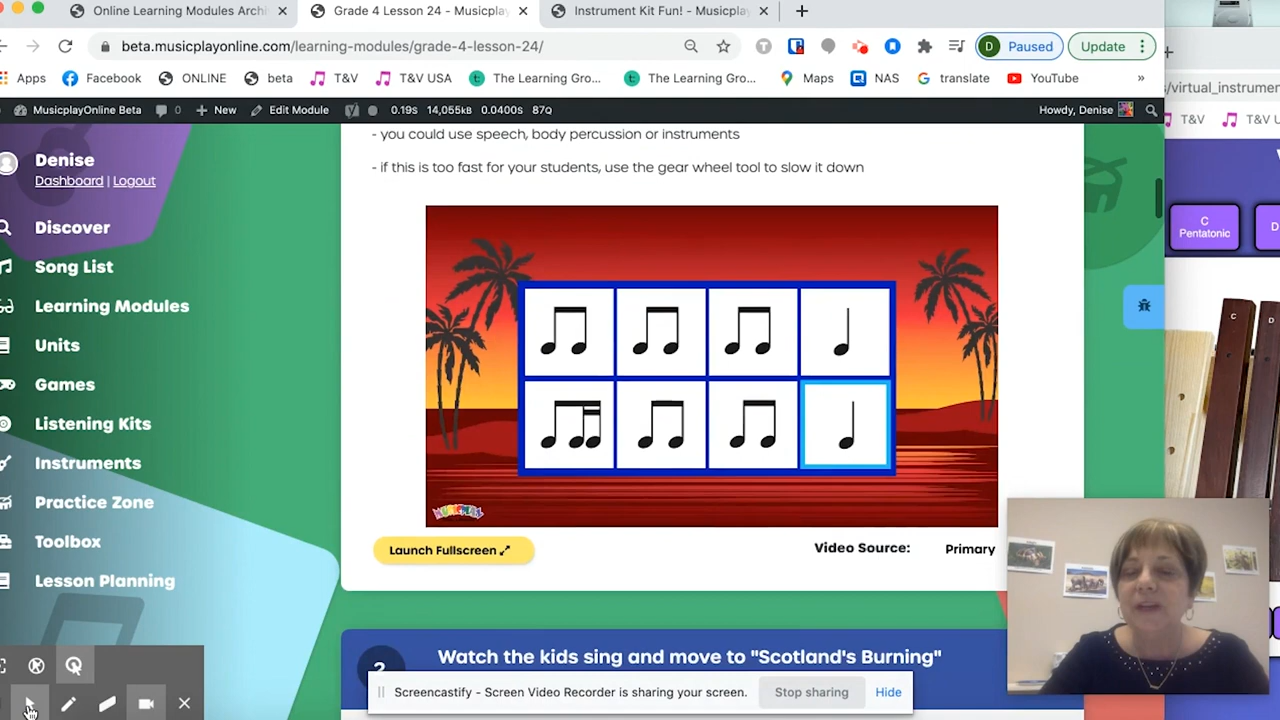 Online Learning Modules Archi
Grade 4 Lesson 24 - Musicplay
Instrument Kit Fun! - Musicplay
beta.musicplayonline.com/learning-modules/grade-4-lesson-24/
D Paused
Update
Apps
Facebook
ONLINE
beta
T&V
T&V USA
The Learning Gro...
The Learning Gro...
Maps
NAS
translate
YouTube
»
/virtual_instrumen
T&V
T&V U
MusicplayOnline Beta
0
New
Edit Module
0.19s 14,055kB 0.0400s 87Q
Howdy, Denise
- you could use speech, body percussion or instruments
- if this is too fast for your students, use the gear wheel tool to slow it down
Denise
Dashboard | Logout
Discover
Song List
Learning Modules
Units
Games
Listening Kits
Instruments
Practice Zone
Toolbox
Lesson Planning
C
Pentatonic
D
C
D
MUSICPLAY
Launch Fullscreen
Video Source:
Primary
2
Watch the kids sing and move to "Scotland's Burning"
Screencastify - Screen Video Recorder is sharing your screen.
Stop sharing
Hide